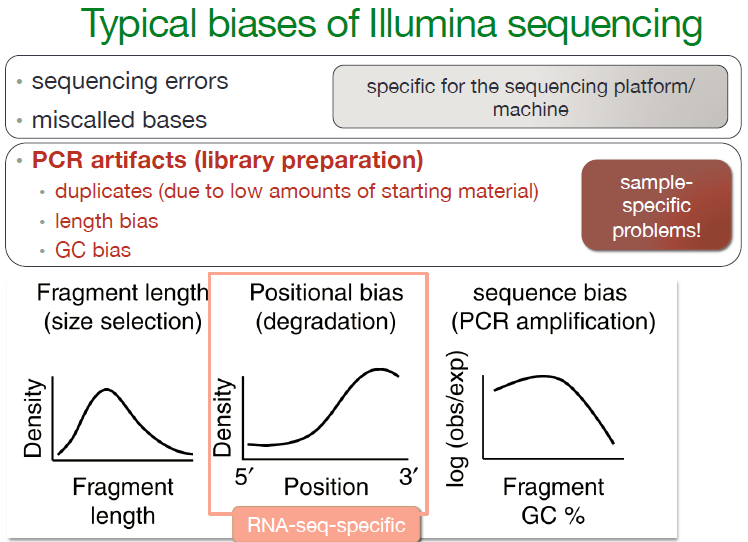 Typical biases of Illumina sequencing
• sequencing errors
• miscalled bases
specific for the sequencing platform/
machine
• PCR artifacts (library preparation)
• duplicates (due to low amounts of starting material)
• length bias
• GC bias
sample-
specific
problems!
Fragment length
(size selection)
Density
Fragment
length
Positional bias
(degradation)
Density
5′
Position
3′
RNA-seq-specific
sequence bias
(PCR amplification)
log (obs/exp)
Fragment
GC %